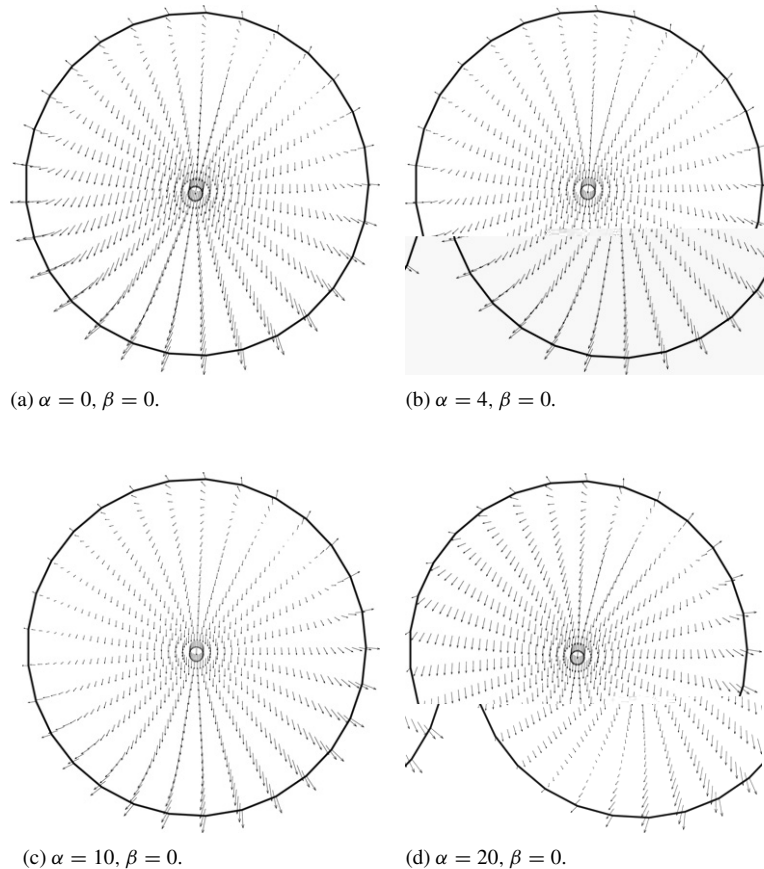 (a) α = 0, β = 0.
(b) α = 4, β = 0.
(c) α = 10, β = 0.
(d) α = 20, β = 0.